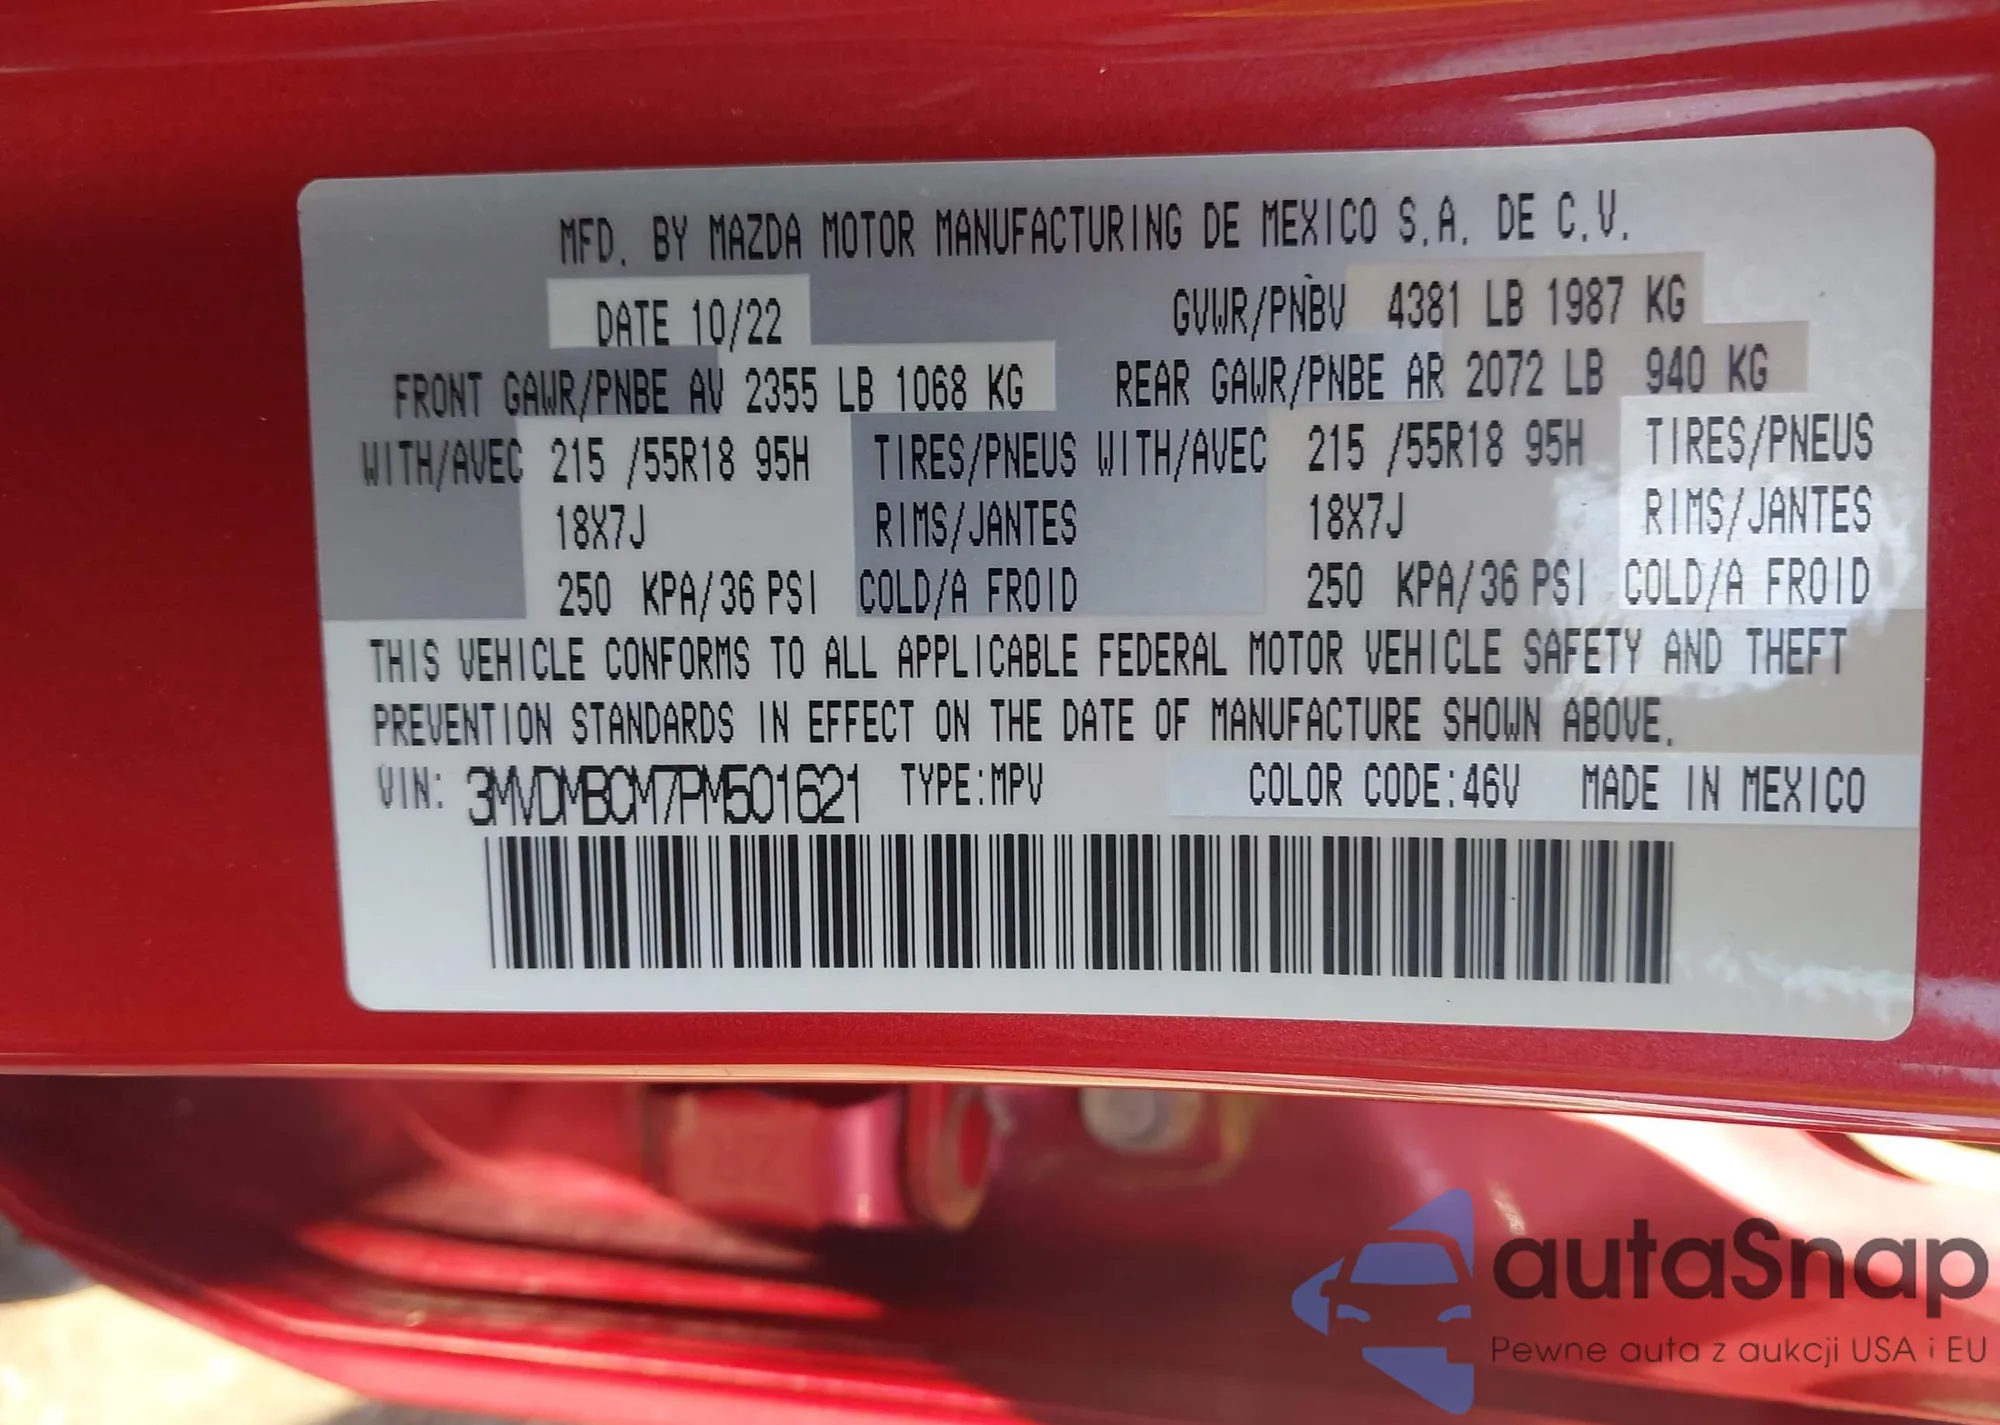 MFD. BY MAZDA MOTOR MANUFACTURING DE MEXICO S.A. DE C.V.
DATE 10/22 GVWR/PNBV 4381 LB 1987 KG
FRONT GAWR/PNBE AV 2355 LB 1068 KG REAR GAWR/PNBE AR 2072 LB 940 KG
WITH/AVEC 215 /55R18 95H TIRES/PNEUS WITH/AVEC 215 /55R18 95H TIRES/PNEUS
18X7J RIMS/JANTES 18X7J RIMS/JANTES
250 KPA/36 PSI COLD/A FROID 250 KPA/36 PSI COLD/A FROID
THIS VEHICLE CONFORMS TO ALL APPLICABLE FEDERAL MOTOR VEHICLE SAFETY AND THEFT
PREVENTION STANDARDS IN EFFECT ON THE DATE OF MANUFACTURE SHOWN ABOVE.
VIN: 3MVDMBCM7PM501621 TYPE:MPV COLOR CODE:46V MADE IN MEXICO
autaSnap
Pewne auta z aukcji USA i EU